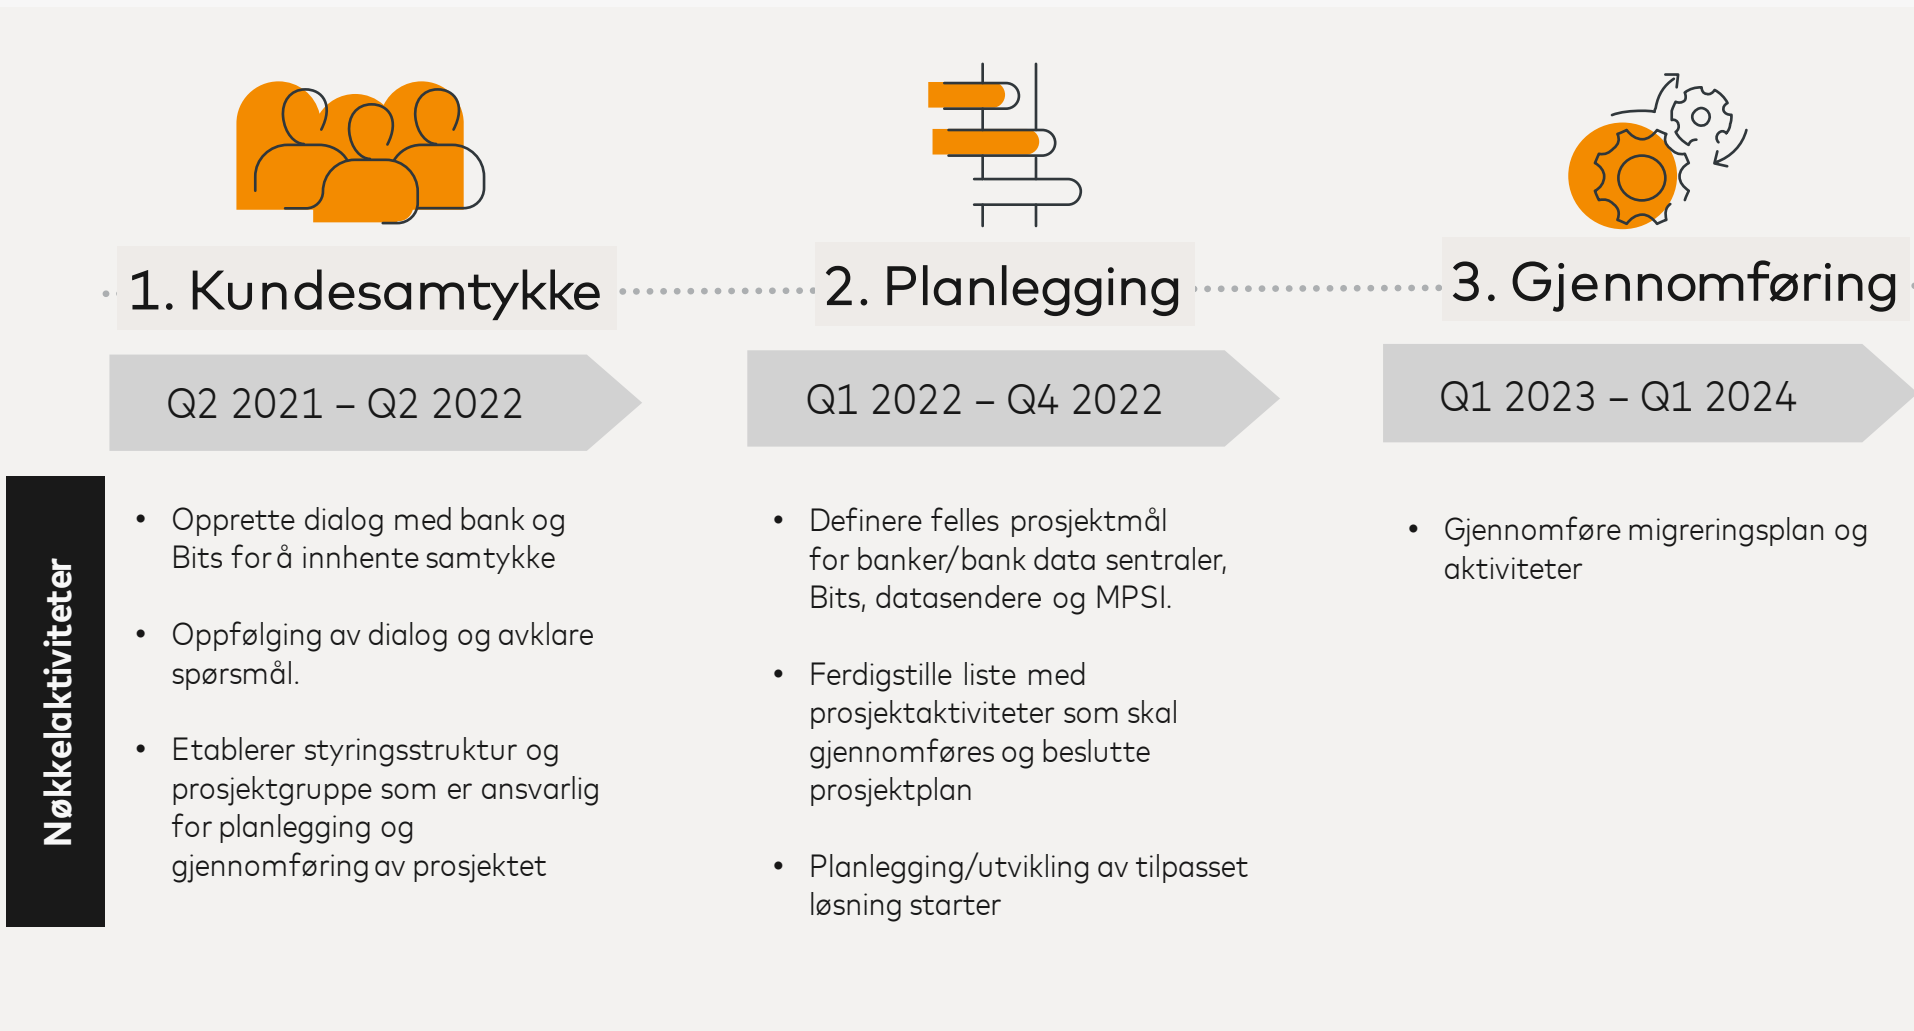 1. Kundesamtykke
Q2 2021 – Q2 2022
2. Planlegging
Q1 2022 – Q4 2022
3. Gjennomføring
Q1 2023 – Q1 2024
Nøkkelaktiviteter
• Opprette dialog med bank og
Bits for å innhente samtykke
• Oppfølging av dialog og avklare
spørsmål.
• Etablerer styringsstruktur og
prosjektgruppe som er ansvarlig
for planlegging og
gjennomføring av prosjektet
• Definere felles prosjektmål
for banker/bank data sentraler,
Bits, datasendere og MPSI.
• Ferdigstille liste med
prosjektaktiviteter som skal
gjennomføres og beslutte
prosjektplan
• Planlegging/utvikling av tilpasset
løsning starter
• Gjennomføre migreringsplan og
aktiviteter